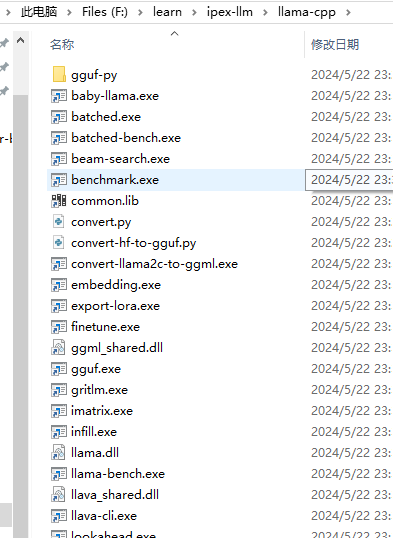 此电脑 > Files (F:) > learn > ipex-llm > llama-cpp >
名称 修改日期
gguf-py 2024/5/22 23:
baby-llama.exe 2024/5/22 23:
batched.exe 2024/5/22 23:
batched-bench.exe 2024/5/22 23:
beam-search.exe 2024/5/22 23:
benchmark.exe 2024/5/22 23:
common.lib 2024/5/22 23:
convert.py 2024/5/22 23:
convert-hf-to-gguf.py 2024/5/22 23:
convert-llama2c-to-ggml.exe 2024/5/22 23:
embedding.exe 2024/5/22 23:
export-lora.exe 2024/5/22 23:
finetune.exe 2024/5/22 23:
ggml_shared.dll 2024/5/22 23:
gguf.exe 2024/5/22 23:
gritlm.exe 2024/5/22 23:
imatrix.exe 2024/5/22 23:
infill.exe 2024/5/22 23:
llama.dll 2024/5/22 23:
llama-bench.exe 2024/5/22 23:
llava_shared.dll 2024/5/22 23:
llava-cli.exe 2024/5/22 23:
lookahead.exe 2024/5/22 23: